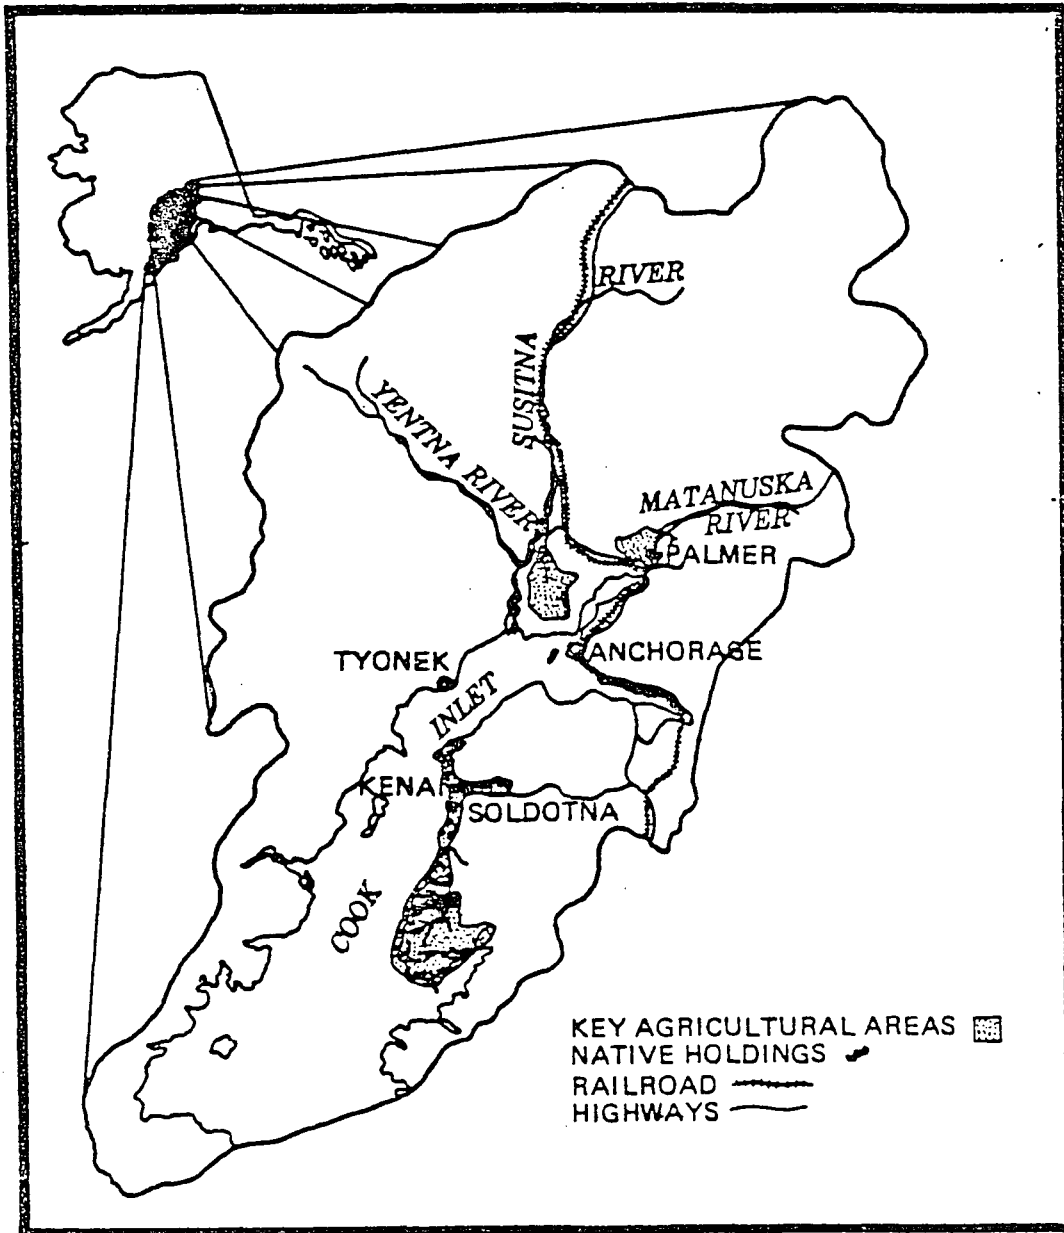 RIVER
SUSITNA
YENTNA RIVER
MATANUSKA
RIVER
PALMER
ANCHORAGE
TYONEK
INLET
KENAI
SOLDOTNA
COOK
KEY AGRICULTURAL AREAS
NATIVE HOLDINGS
RAILROAD
HIGHWAYS